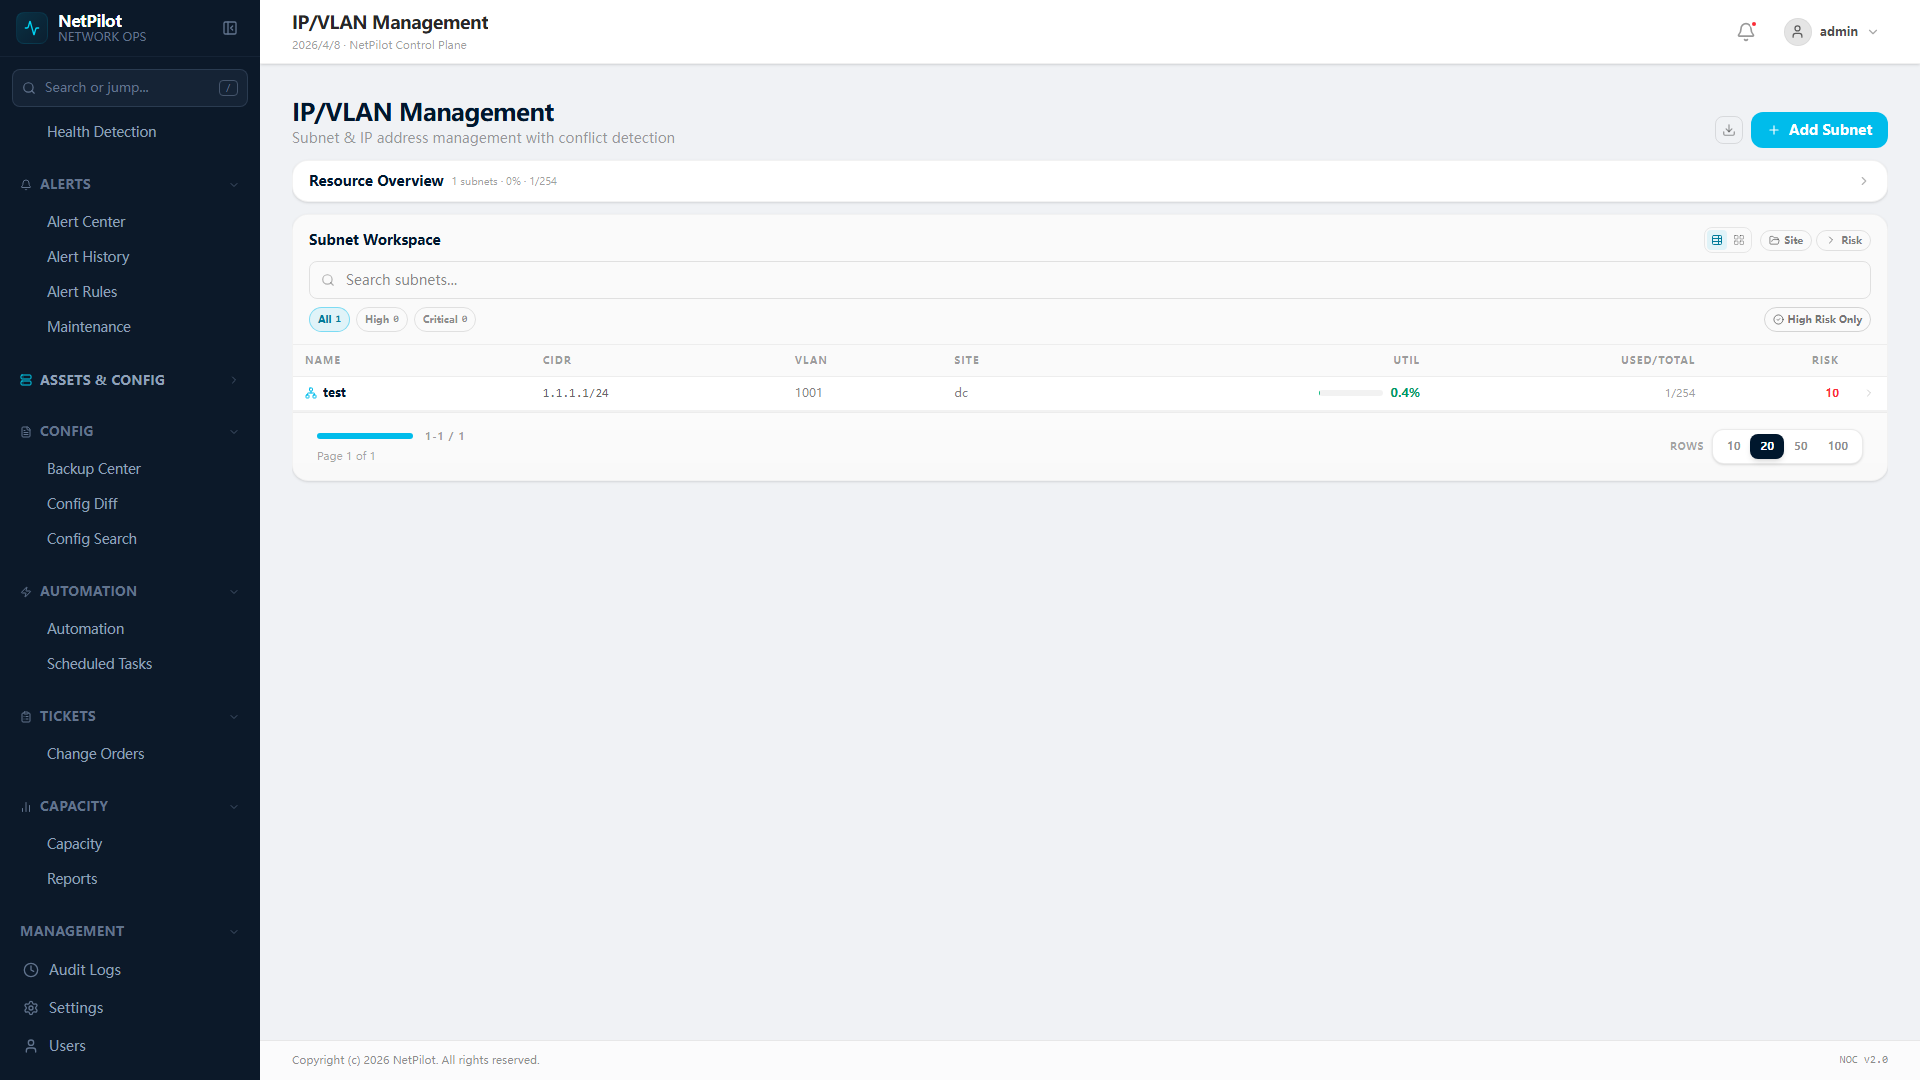 NetPilot
NETWORK OPS
Search or jump... /
Health Detection
ALERTS
Alert Center
Alert History
Alert Rules
Maintenance
ASSETS & CONFIG
CONFIG
Backup Center
Config Diff
Config Search
AUTOMATION
Automation
Scheduled Tasks
TICKETS
Change Orders
CAPACITY
Capacity
Reports
MANAGEMENT
Audit Logs
Settings
Users
IP/VLAN Management
2026/4/8 · NetPilot Control Plane
admin
IP/VLAN Management
Subnet & IP address management with conflict detection
Add Subnet
Resource Overview 1 subnets · 0% · 1/254
Subnet Workspace
Site Risk
Search subnets...
All 1 High 0 Critical 0
High Risk Only
NAME CIDR VLAN SITE UTIL USED/TOTAL RISK
test 1.1.1.1/24 1001 dc 0.4% 1/254 10
1-1 / 1
Page 1 of 1
ROWS 10 20 50 100
Copyright (c) 2026 NetPilot. All rights reserved.
NOC v2.0